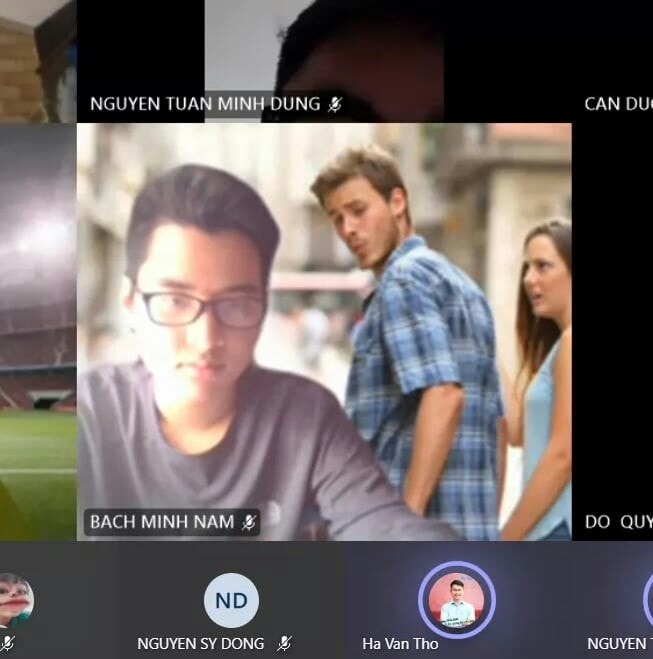 NGUYEN TUAN MINH DUNG
CAN DUC
BACH MINH NAM
DO QUY
ND
NGUYEN SY DONG
Ha Van Tho
NGUYEN T